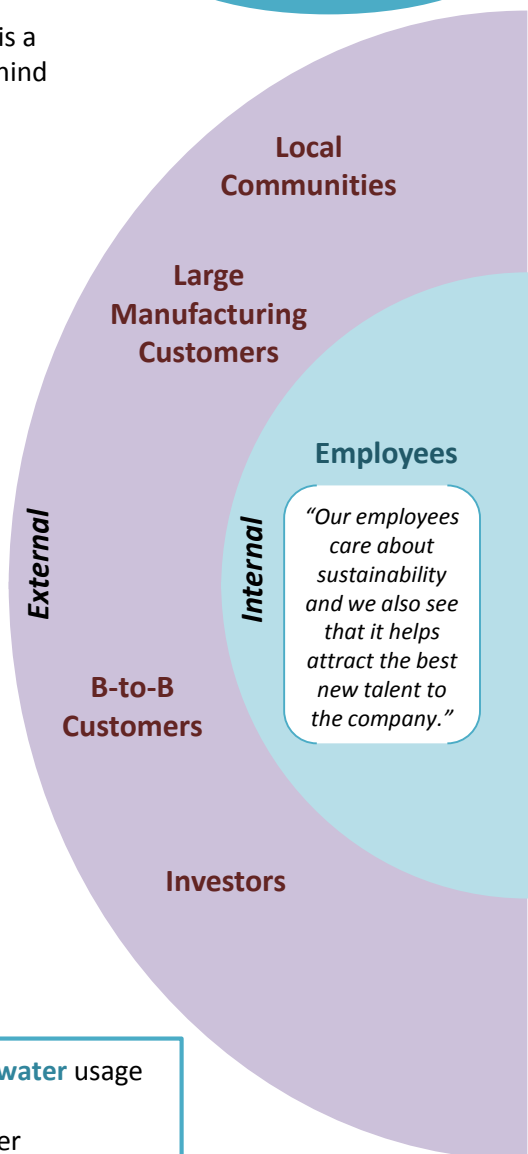 is a
mind
Local
Communities
Large
Manufacturing
Customers
Employees
“Our employees
care about
sustainability
and we also see
that it helps
attract the best
new talent to
the company.”
External
Internal
B-to-B
Customers
Investors
water usage
er